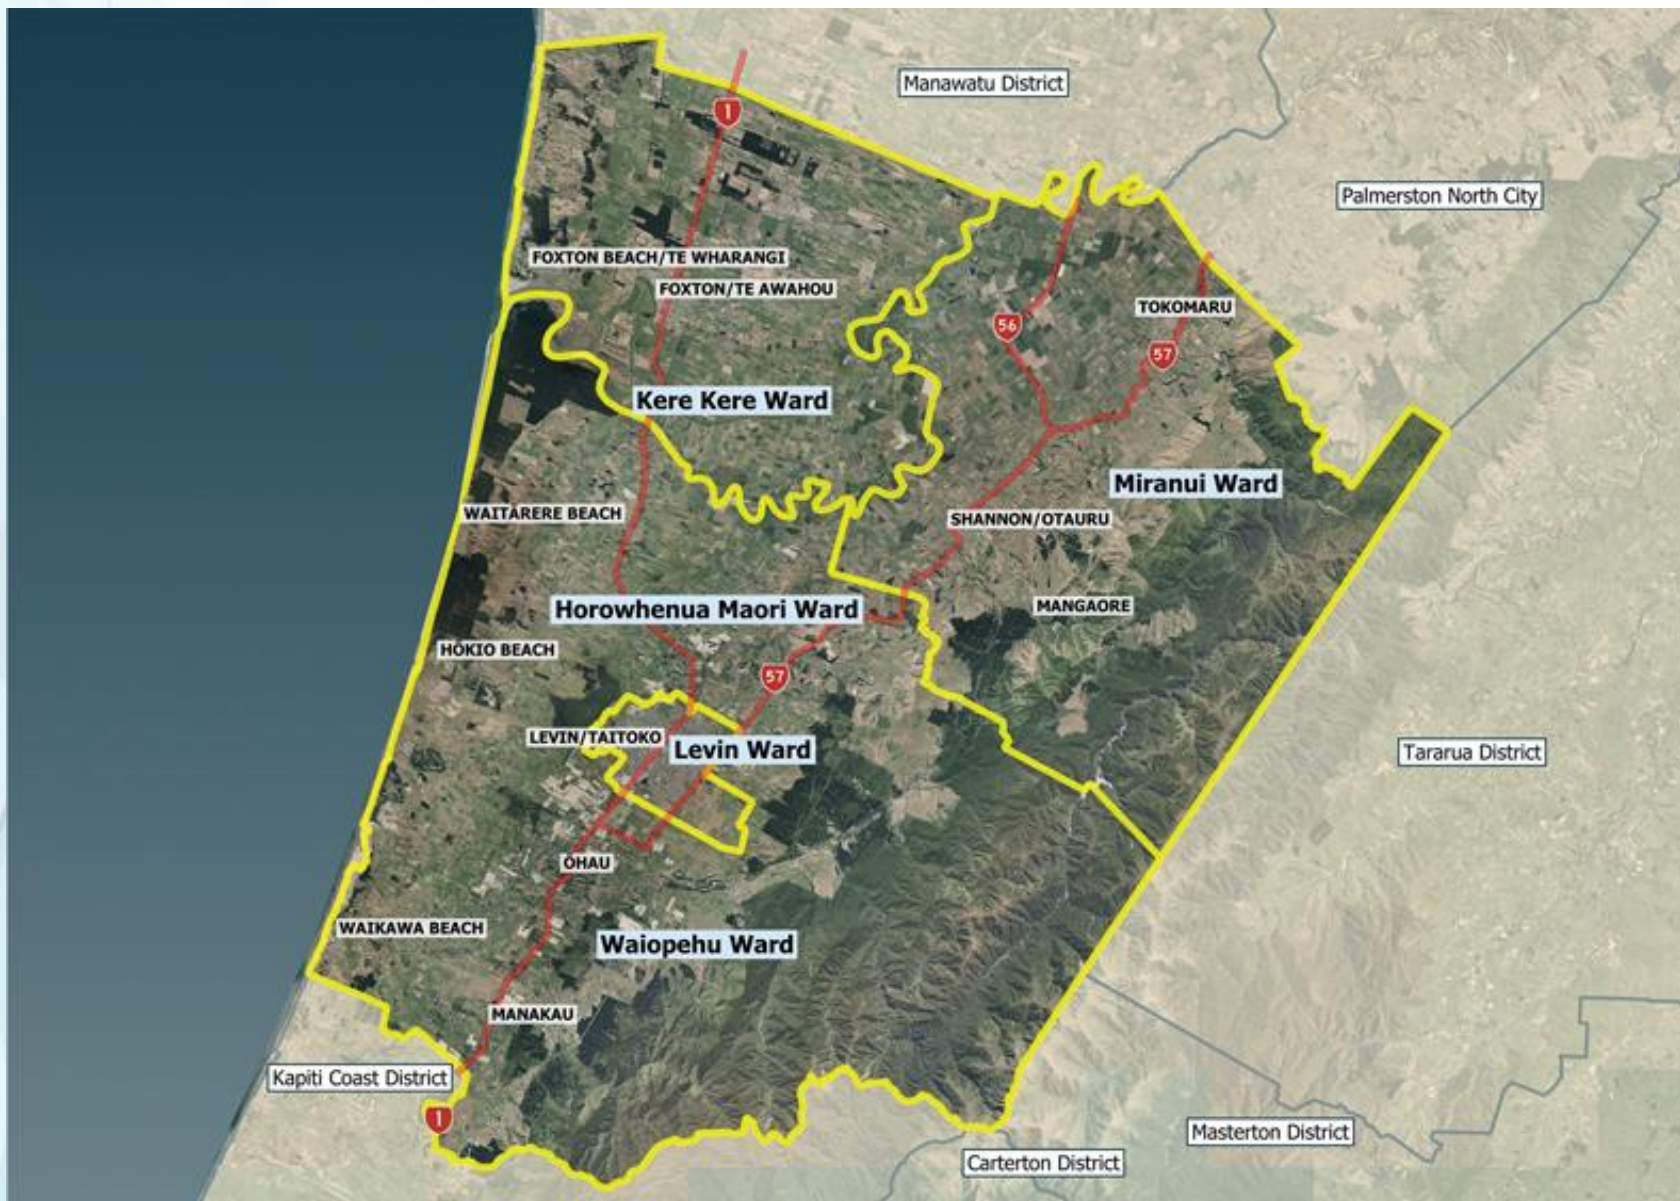 Manawatu District
1
Palmerston North City
FOXTON BEACH/TE WHARANGI
FOXTON/TE AWAHOU
TOKOMARU
56
57
Kere Kere Ward
Miranui Ward
WAITARERE BEACH
SHANNON/OTAURU
Horowhenua Maori Ward
MANGAORE
HOKIO BEACH
57
LEVIN/TAITOKO
Levin Ward
Tararua District
OHAU
WAIKAWA BEACH
Waiopehu Ward
MANAKAU
Kapiti Coast District
1
Masterton District
Carterton District